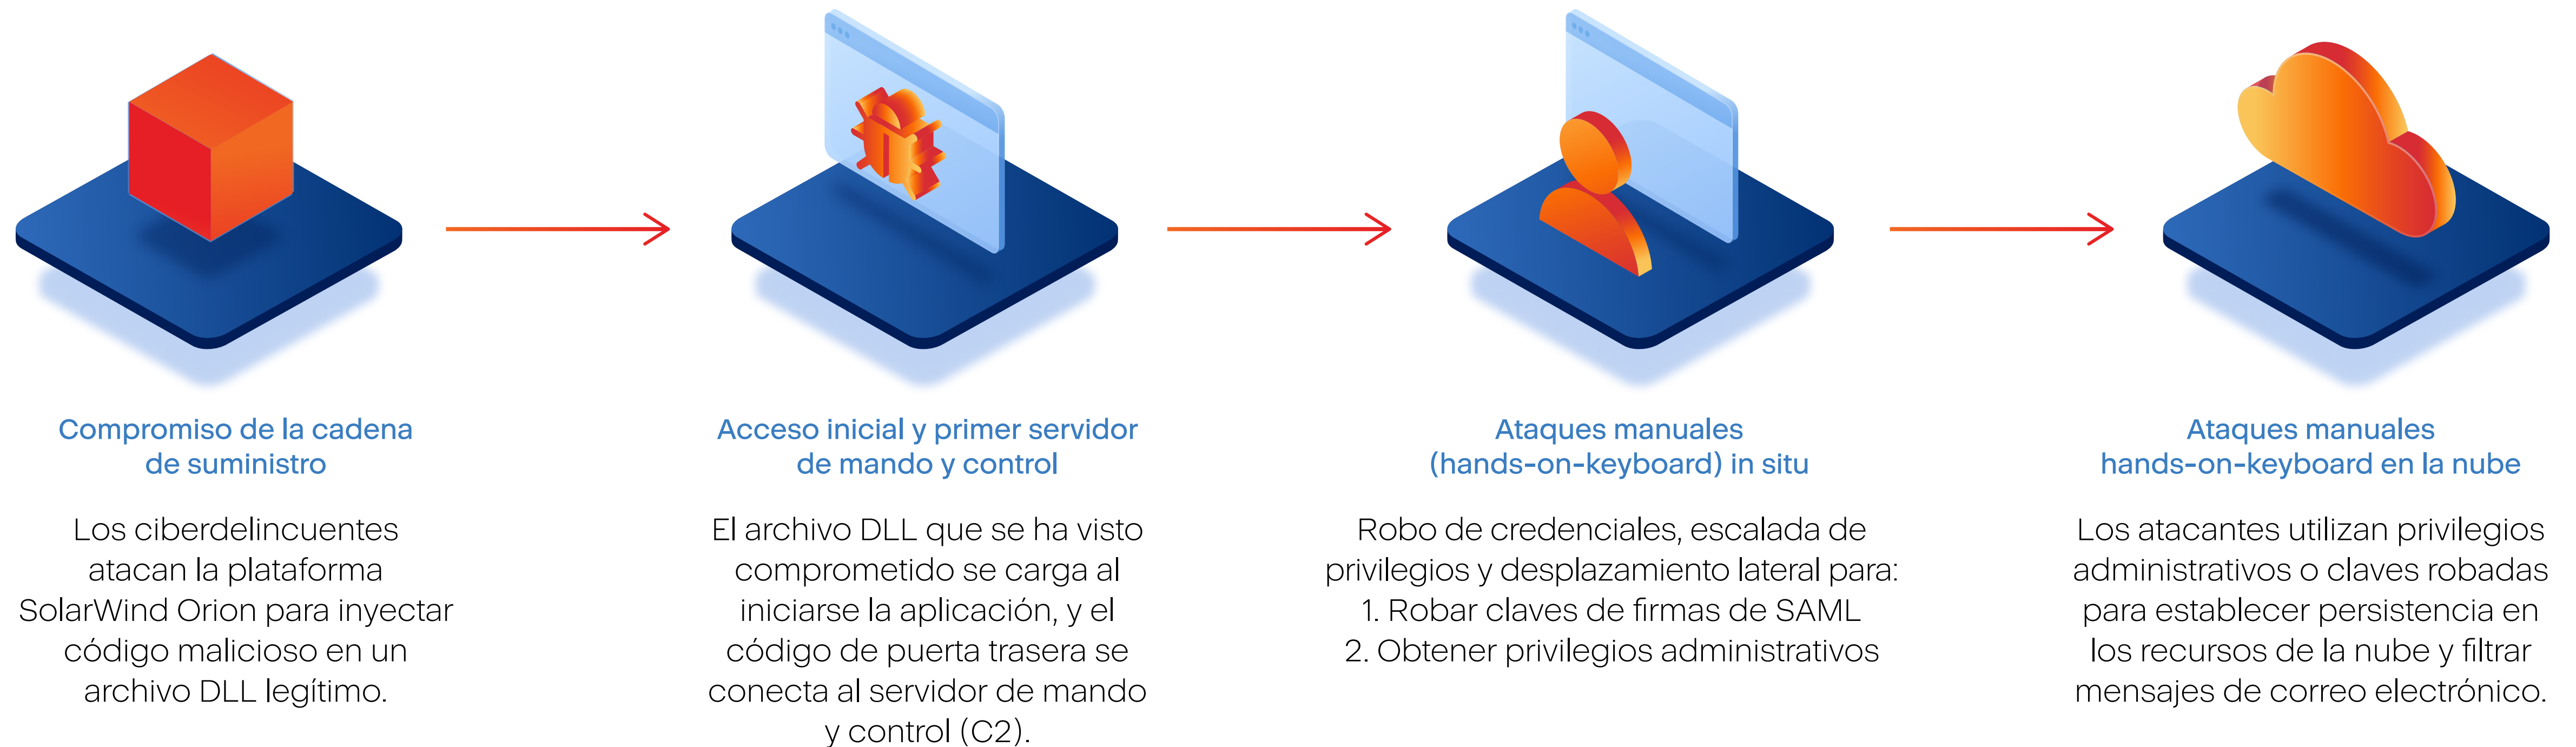 Compromiso de la cadena
de suministro
Los ciberdelincuentes
atacan la plataforma
SolarWind Orion para inyectar
código malicioso en un
archivo DLL legítimo.
Acceso inicial y primer servidor
de mando y control
El archivo DLL que se ha visto
comprometido se carga al
iniciarse la aplicación, y el
código de puerta trasera se
conecta al servidor de mando
y control (C2).
Ataques manuales
(hands-on-keyboard) in situ
Robo de credenciales, escalada de
privilegios y desplazamiento lateral para:
1. Robar claves de firmas de SAML
2. Obtener privilegios administrativos
Ataques manuales
hands-on-keyboard en la nube
Los atacantes utilizan privilegios
administrativos o claves robadas
para establecer persistencia en
los recursos de la nube y filtrar
mensajes de correo electrónico.